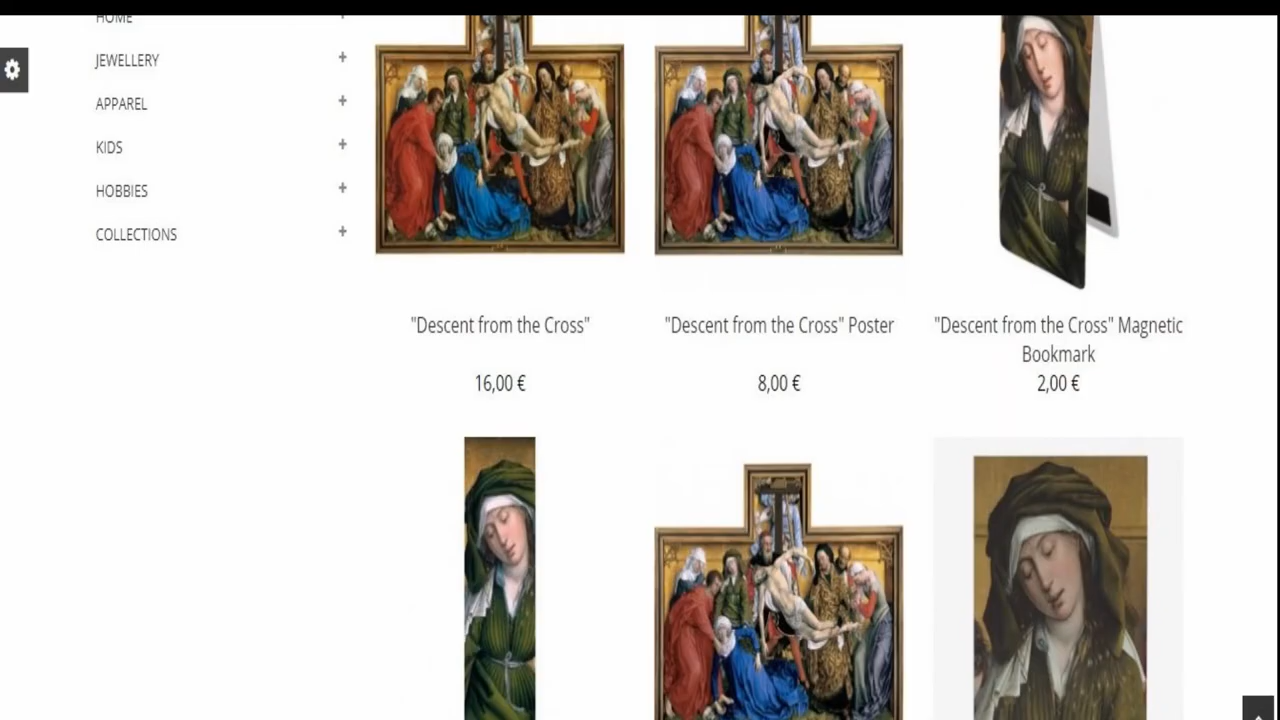 HOME
JEWELLERY
APPAREL
KIDS
HOBBIES
COLLECTIONS
"Descent from the Cross"
16,00 €
"Descent from the Cross" Poster
8,00 €
"Descent from the Cross" Magnetic
Bookmark
2,00 €